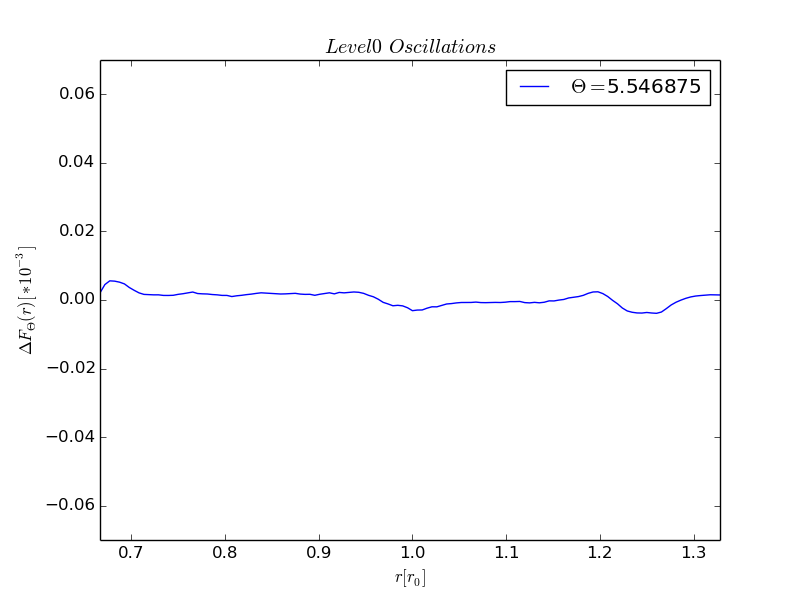 Level0 Oscillations
Θ=5.546875
0.06
0.04
0.02
0.00
−0.02
−0.04
−0.06
ΔF_Θ(r)[*10^{-3}]
0.7 0.8 0.9 1.0 1.1 1.2 1.3
r[r_0]